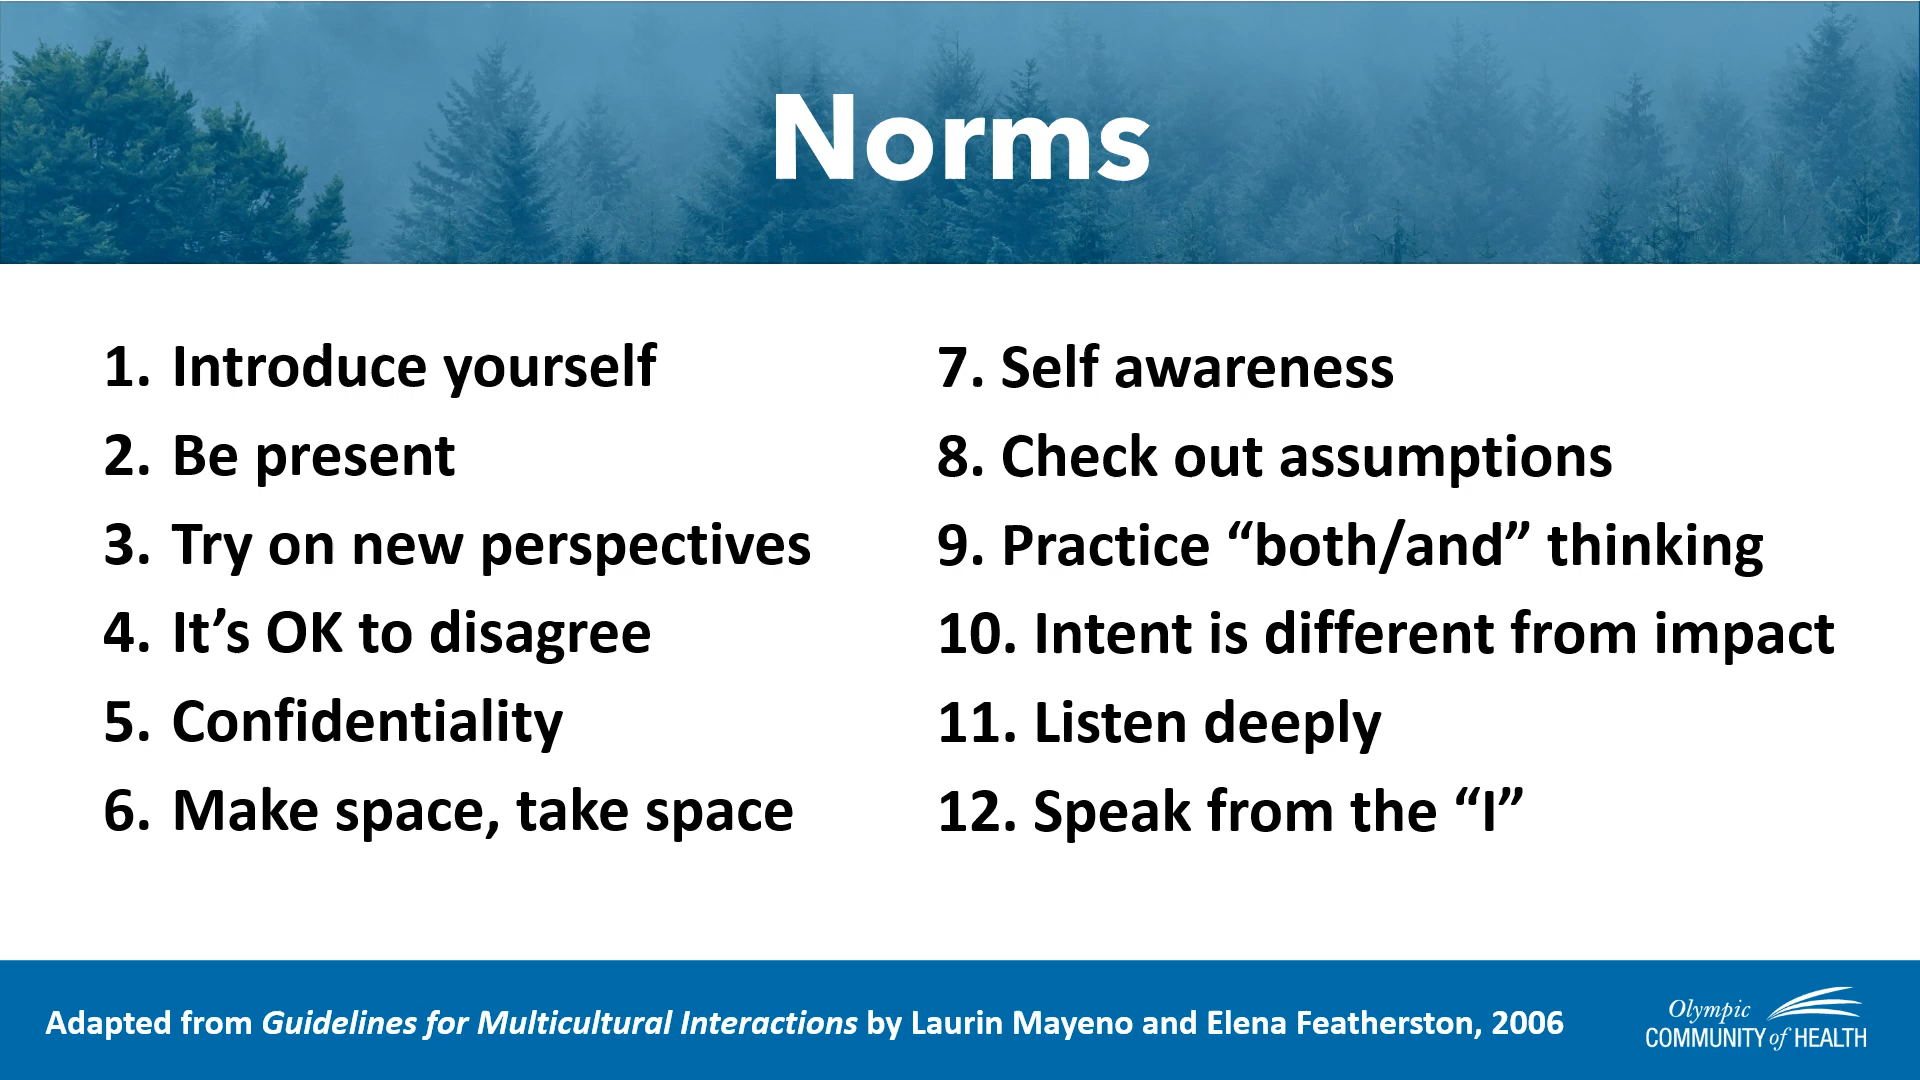 Norms
1. Introduce yourself
2. Be present
3. Try on new perspectives
4. It’s OK to disagree
5. Confidentiality
6. Make space, take space
7. Self awareness
8. Check out assumptions
9. Practice “both/and” thinking
10. Intent is different from impact
11. Listen deeply
12. Speak from the “I”
Adapted from Guidelines for Multicultural Interactions by Laurin Mayeno and Elena Featherston, 2006
Olympic
COMMUNITY of HEALTH